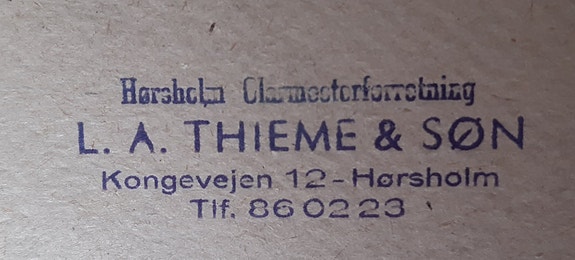 Hørsholm Glarmesterforretning
L. A. THIEME & SØN
Kongevejen 12-Hørsholm
Tlf. 86 02 23